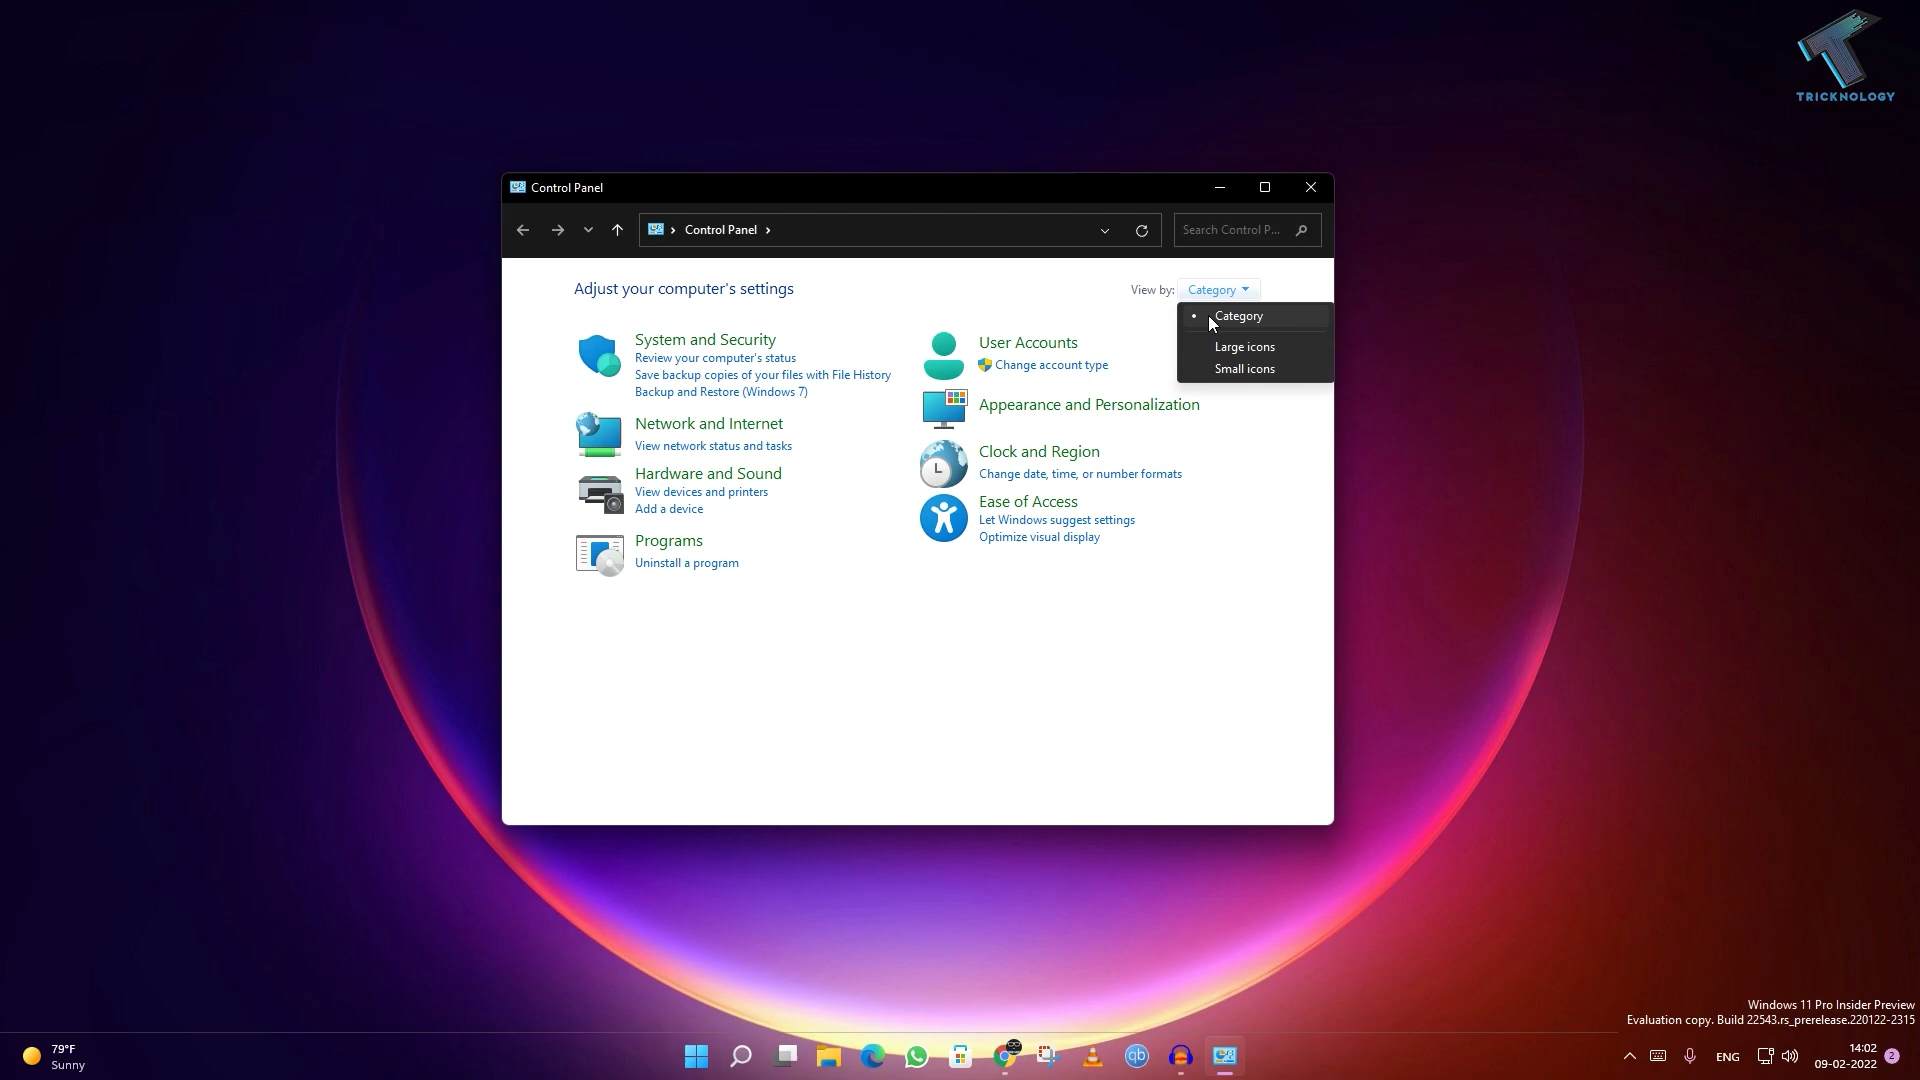 TRICKNOLOGY
Control Panel
Control Panel
Search Control P...
Adjust your computer's settings
View by: Category
Category
Large icons
Small icons
System and Security
Review your computer's status
Save backup copies of your files with File History
Backup and Restore (Windows 7)
Network and Internet
View network status and tasks
Hardware and Sound
View devices and printers
Add a device
Programs
Uninstall a program
User Accounts
Change account type
Appearance and Personalization
Clock and Region
Change date, time, or number formats
Ease of Access
Let Windows suggest settings
Optimize visual display
Windows 11 Pro Insider Preview
Evaluation copy. Build 22543.rs_prerelease.220122-2315
79°F
Sunny
qb
ENG
14:02
09-02-2022
2